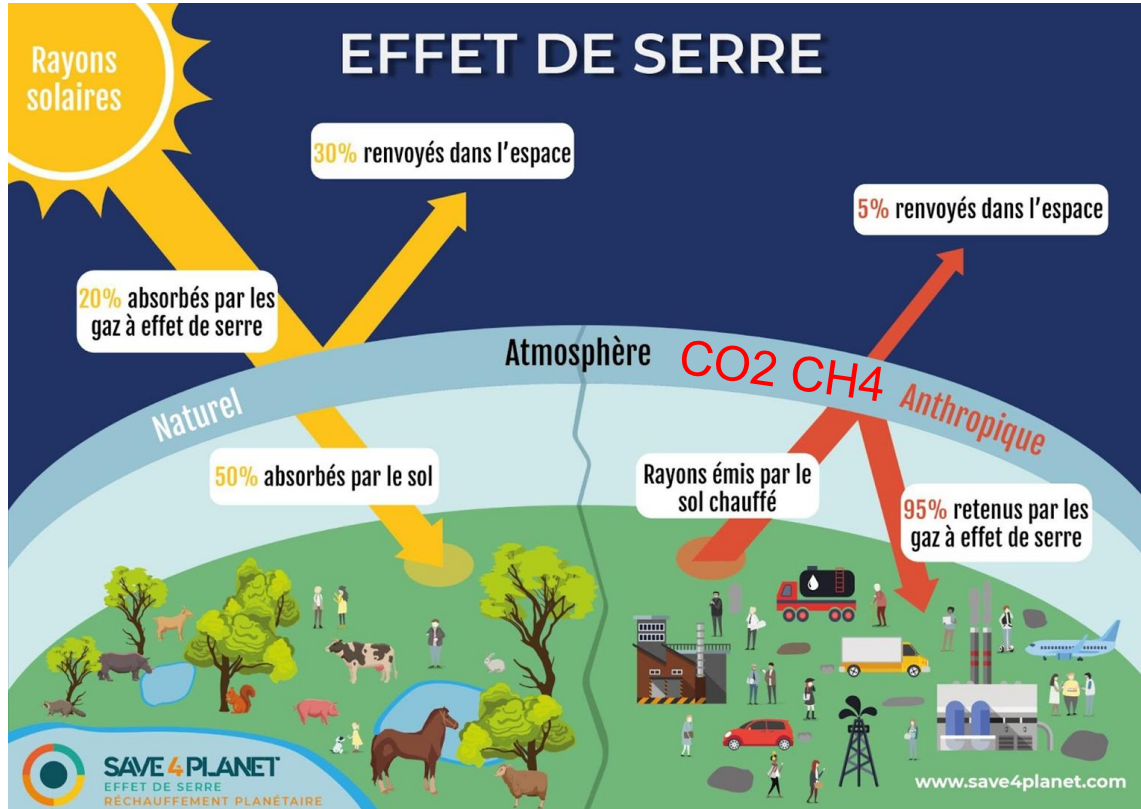 EFFET DE SERRE
Rayons
solaires
30% renvoyés dans l'espace
5% renvoyés dans l'espace
20% absorbés par les
gaz à effet de serre
Atmosphère
CO2 CH4
Naturel
Anthropique
50% absorbés par le sol
Rayons émis par le
sol chauffé
95% retenus par les
gaz à effet de serre
SAVE4PLANET
EFFET DE SERRE
RÉCHAUFFEMENT PLANÉTAIRE
www.save4planet.com